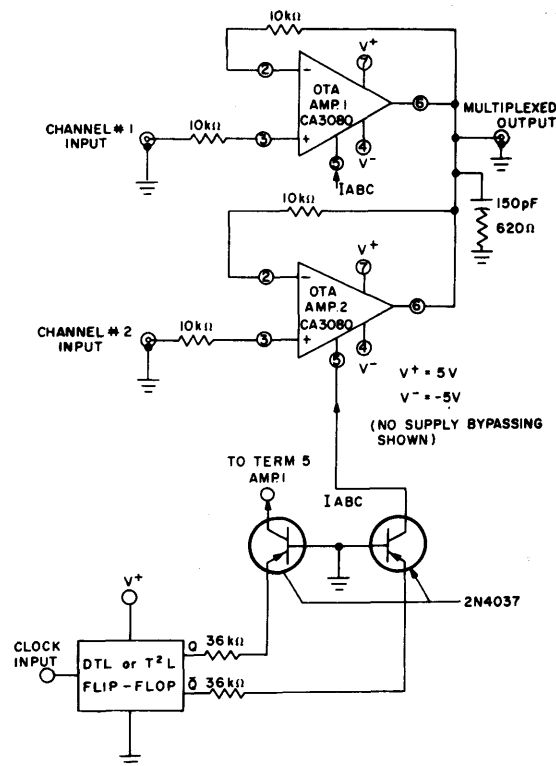 10kΩ
V+
7
2
−
OTA
AMP.1
CA3080
6
MULTIPLEXED
OUTPUT
CHANNEL # 1
INPUT
10kΩ
3
+
5
4
V−
IABC
10kΩ
150pF
620Ω
V+
7
2
−
OTA
AMP.2
CA3080
6
CHANNEL # 2
INPUT
10kΩ
3
+
5
4
V−
V+ = 5V
V− = -5V
(NO SUPPLY BYPASSING
SHOWN)
TO TERM 5
AMP.1
IABC
2N4037
V+
CLOCK
INPUT
DTL or T²L
FLIP-FLOP
Q 36kΩ
Q̄ 36kΩ